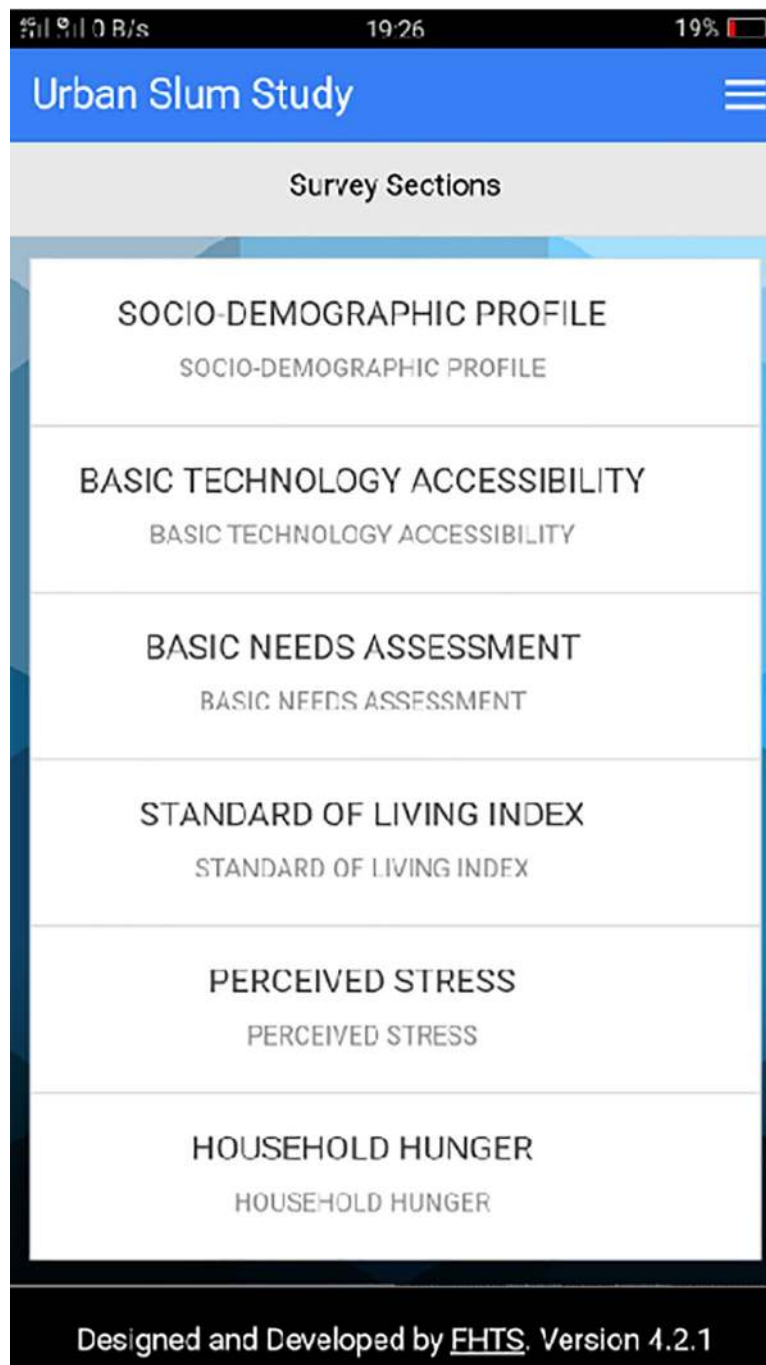 4G 0 B/s 19:26 19%
Urban Slum Study
Survey Sections
SOCIO-DEMOGRAPHIC PROFILE
SOCIO-DEMOGRAPHIC PROFILE
BASIC TECHNOLOGY ACCESSIBILITY
BASIC TECHNOLOGY ACCESSIBILITY
BASIC NEEDS ASSESSMENT
BASIC NEEDS ASSESSMENT
STANDARD OF LIVING INDEX
STANDARD OF LIVING INDEX
PERCEIVED STRESS
PERCEIVED STRESS
HOUSEHOLD HUNGER
HOUSEHOLD HUNGER
Designed and Developed by FHTS. Version 4.2.1